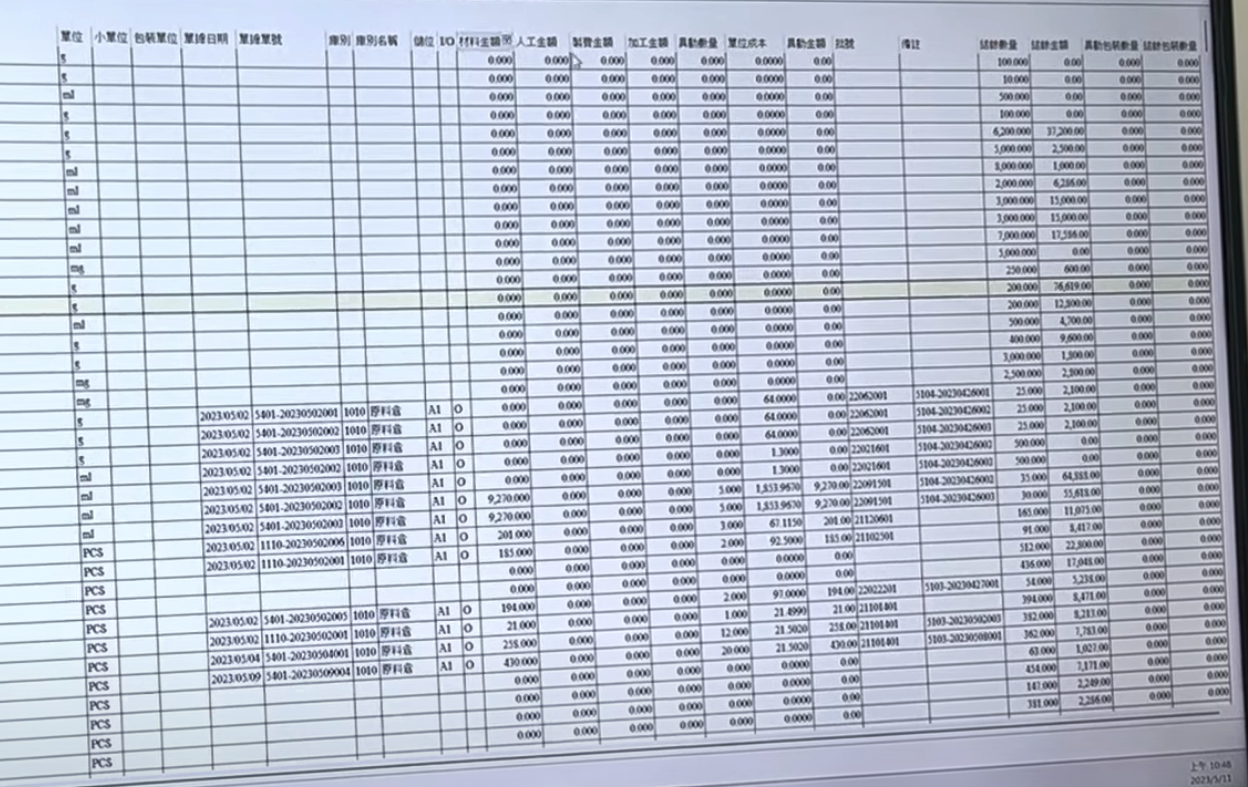 單位 小單位 包裝單位 單據日期 單據單號 庫別 庫別名稱 儲位 I/O 材料金額 人工金額 製費金額 加工金額 異動數量 單位成本 異動金額 批號 備註 結餘數量 結餘金額 異動包裝數量 結餘包裝數量
g 0.000 0.000 0.000 0.000 0.000 0.0000 0.00 100.000 0.00 0.000 0.000
g 0.000 0.000 0.000 0.000 0.000 0.0000 0.00 10.000 0.00 0.000 0.000
ml 0.000 0.000 0.000 0.000 0.000 0.0000 0.00 500.000 0.00 0.000 0.000
g 0.000 0.000 0.000 0.000 0.000 0.0000 0.00 100.000 0.00 0.000 0.000
g 0.000 0.000 0.000 0.000 0.000 0.0000 0.00 6,200.000 37,200.00 0.000 0.000
g 0.000 0.000 0.000 0.000 0.000 0.0000 0.00 5,000.000 2,500.00 0.000 0.000
ml 0.000 0.000 0.000 0.000 0.000 0.0000 0.00 8,000.000 1,000.00 0.000 0.000
ml 0.000 0.000 0.000 0.000 0.000 0.0000 0.00 2,000.000 6,286.00 0.000 0.000
ml 0.000 0.000 0.000 0.000 0.000 0.0000 0.00 3,000.000 15,000.00 0.000 0.000
ml 0.000 0.000 0.000 0.000 0.000 0.0000 0.00 3,000.000 15,000.00 0.000 0.000
ml 0.000 0.000 0.000 0.000 0.000 0.0000 0.00 7,000.000 17,586.00 0.000 0.000
mg 0.000 0.000 0.000 0.000 0.000 0.0000 0.00 5,000.000 0.00 0.000 0.000
g 0.000 0.000 0.000 0.000 0.000 0.0000 0.00 250.000 600.00 0.000 0.000
g 0.000 0.000 0.000 0.000 0.000 0.0000 0.00 200.000 76,619.00 0.000 0.000
ml 0.000 0.000 0.000 0.000 0.000 0.0000 0.00 200.000 12,800.00 0.000 0.000
g 0.000 0.000 0.000 0.000 0.000 0.0000 0.00 500.000 4,700.00 0.000 0.000
g 0.000 0.000 0.000 0.000 0.000 0.0000 0.00 400.000 9,600.00 0.000 0.000
mg 0.000 0.000 0.000 0.000 0.000 0.0000 0.00 3,000.000 1,800.00 0.000 0.000
mg 0.000 0.000 0.000 0.000 0.000 0.0000 0.00 2,500.000 2,800.00 0.000 0.000
g 2023/05/02 5401-20230502001 1010 原料倉 A1 O 0.000 0.000 0.000 0.000 0.000 64.0000 0.00 22062001 5104-20230426001 25.000 2,100.00 0.000 0.000
g 2023/05/02 5401-20230502002 1010 原料倉 A1 O 0.000 0.000 0.000 0.000 0.000 64.0000 0.00 22062001 5104-20230426002 25.000 2,100.00 0.000 0.000
g 2023/05/02 5401-20230502003 1010 原料倉 A1 O 0.000 0.000 0.000 0.000 0.000 64.0000 0.00 22062001 5104-20230426003 25.000 2,100.00 0.000 0.000
ml 2023/05/02 5401-20230502002 1010 原料倉 A1 O 0.000 0.000 0.000 0.000 0.000 1.3000 0.00 22021601 5104-20230426002 500.000 0.00 0.000 0.000
ml 2023/05/02 5401-20230502003 1010 原料倉 A1 O 0.000 0.000 0.000 0.000 0.000 1.3000 0.00 22021601 5104-20230426003 500.000 0.00 0.000 0.000
ml 2023/05/02 5401-20230502002 1010 原料倉 A1 O 9,270.000 0.000 0.000 0.000 5.000 1,853.9670 9,270.00 22091501 5104-20230426002 35.000 64,888.00 0.000 0.000
ml 2023/05/02 5401-20230502003 1010 原料倉 A1 O 9,270.000 0.000 0.000 0.000 5.000 1,853.9670 9,270.00 22091501 5104-20230426003 30.000 55,618.00 0.000 0.000
PCS 2023/05/02 1110-20230502006 1010 原料倉 A1 O 201.000 0.000 0.000 0.000 3.000 67.1150 201.00 21120601 165.000 11,075.00 0.000 0.000
PCS 2023/05/02 1110-20230502001 1010 原料倉 A1 O 185.000 0.000 0.000 0.000 2.000 92.5000 185.00 21102501 91.000 8,417.00 0.000 0.000
PCS 0.000 0.000 0.000 0.000 0.000 0.0000 0.00 512.000 22,800.00 0.000 0.000
PCS 0.000 0.000 0.000 0.000 0.000 0.0000 0.00 436.000 17,048.00 0.000 0.000
PCS 2023/05/02 5401-20230502005 1010 原料倉 A1 O 194.000 0.000 0.000 0.000 2.000 97.0000 194.00 22022201 5103-20230427001 54.000 5,238.00 0.000 0.000
PCS 2023/05/02 1110-20230502001 1010 原料倉 A1 O 21.000 0.000 0.000 0.000 1.000 21.4990 21.00 21101401 394.000 8,471.00 0.000 0.000
PCS 2023/05/04 5401-20230504001 1010 原料倉 A1 O 258.000 0.000 0.000 0.000 12.000 21.5020 258.00 21101401 5103-20230502003 382.000 8,213.00 0.000 0.000
PCS 2023/05/09 5401-20230509004 1010 原料倉 A1 O 430.000 0.000 0.000 0.000 20.000 21.5020 430.00 21101401 5103-20230508001 362.000 7,783.00 0.000 0.000
PCS 0.000 0.000 0.000 0.000 0.000 0.0000 0.00 63.000 1,027.00 0.000 0.000
PCS 0.000 0.000 0.000 0.000 0.000 0.0000 0.00 454.000 7,171.00 0.000 0.000
PCS 0.000 0.000 0.000 0.000 0.000 0.0000 0.00 147.000 2,249.00 0.000 0.000
PCS 0.000 0.000 0.000 0.000 0.000 0.0000 0.00 381.000 2,286.00 0.000 0.000
上午 10:48
2023/5/11